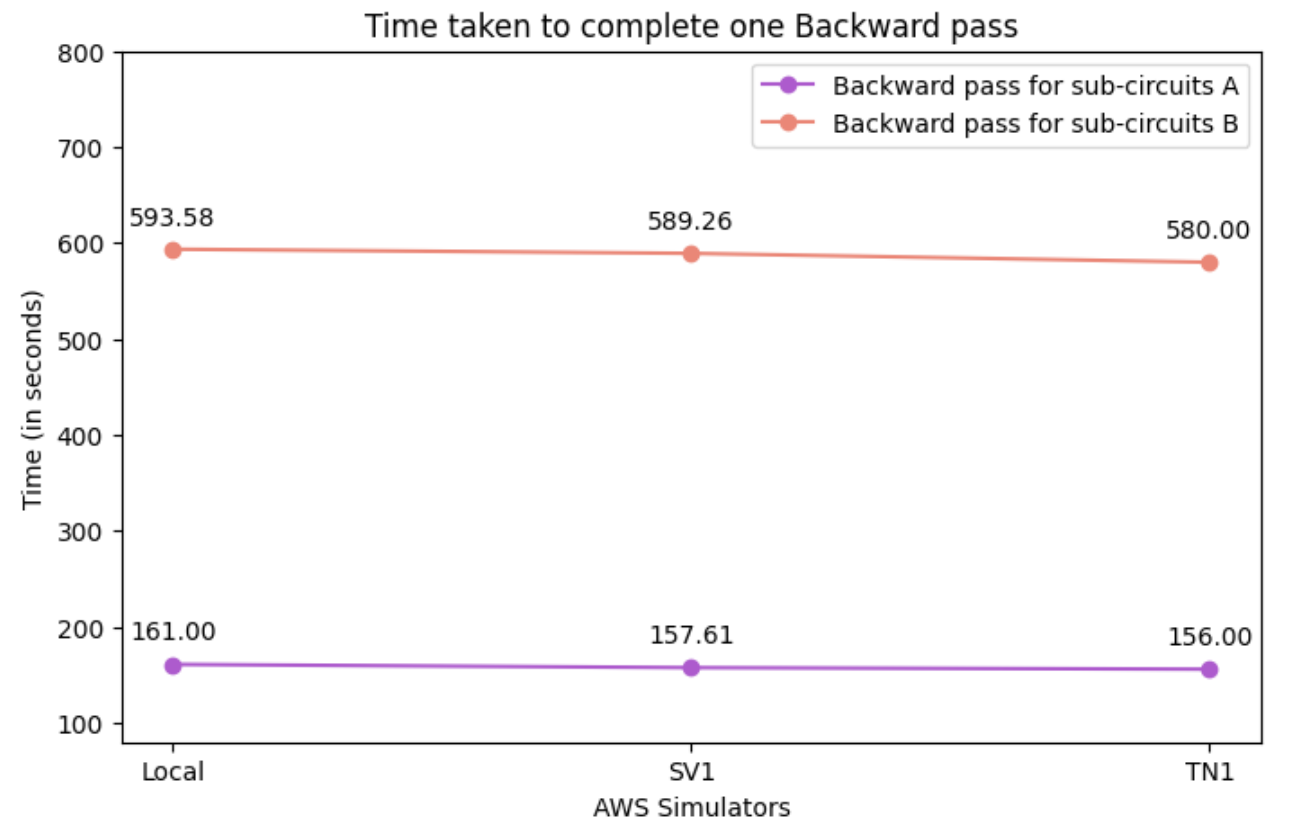 Time taken to complete one Backward pass
800
700
600
500
400
300
200
100
Time (in seconds)
Backward pass for sub-circuits A
Backward pass for sub-circuits B
593.58
589.26
580.00
161.00
157.61
156.00
Local
SV1
TN1
AWS Simulators